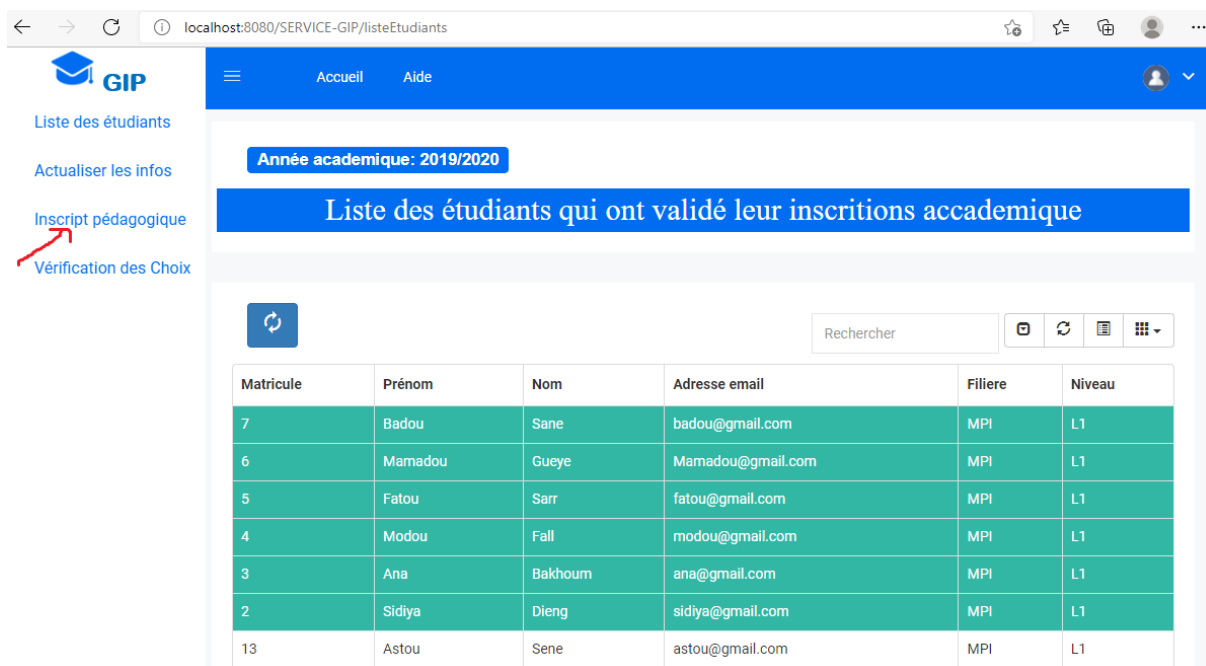 localhost:8080/SERVICE-GIP/listeEtudiants
GIP
Accueil Aide
Liste des étudiants
Actualiser les infos
Inscript pédagogique
Vérification des Choix
Année academique: 2019/2020
Liste des étudiants qui ont validé leur inscritions accademique
Rechercher
Matricule Prénom Nom Adresse email Filiere Niveau
7 Badou Sane badou@gmail.com MPI L1
6 Mamadou Gueye Mamadou@gmail.com MPI L1
5 Fatou Sarr fatou@gmail.com MPI L1
4 Modou Fall modou@gmail.com MPI L1
3 Ana Bakhoum ana@gmail.com MPI L1
2 Sidiya Dieng sidiya@gmail.com MPI L1
13 Astou Sene astou@gmail.com MPI L1